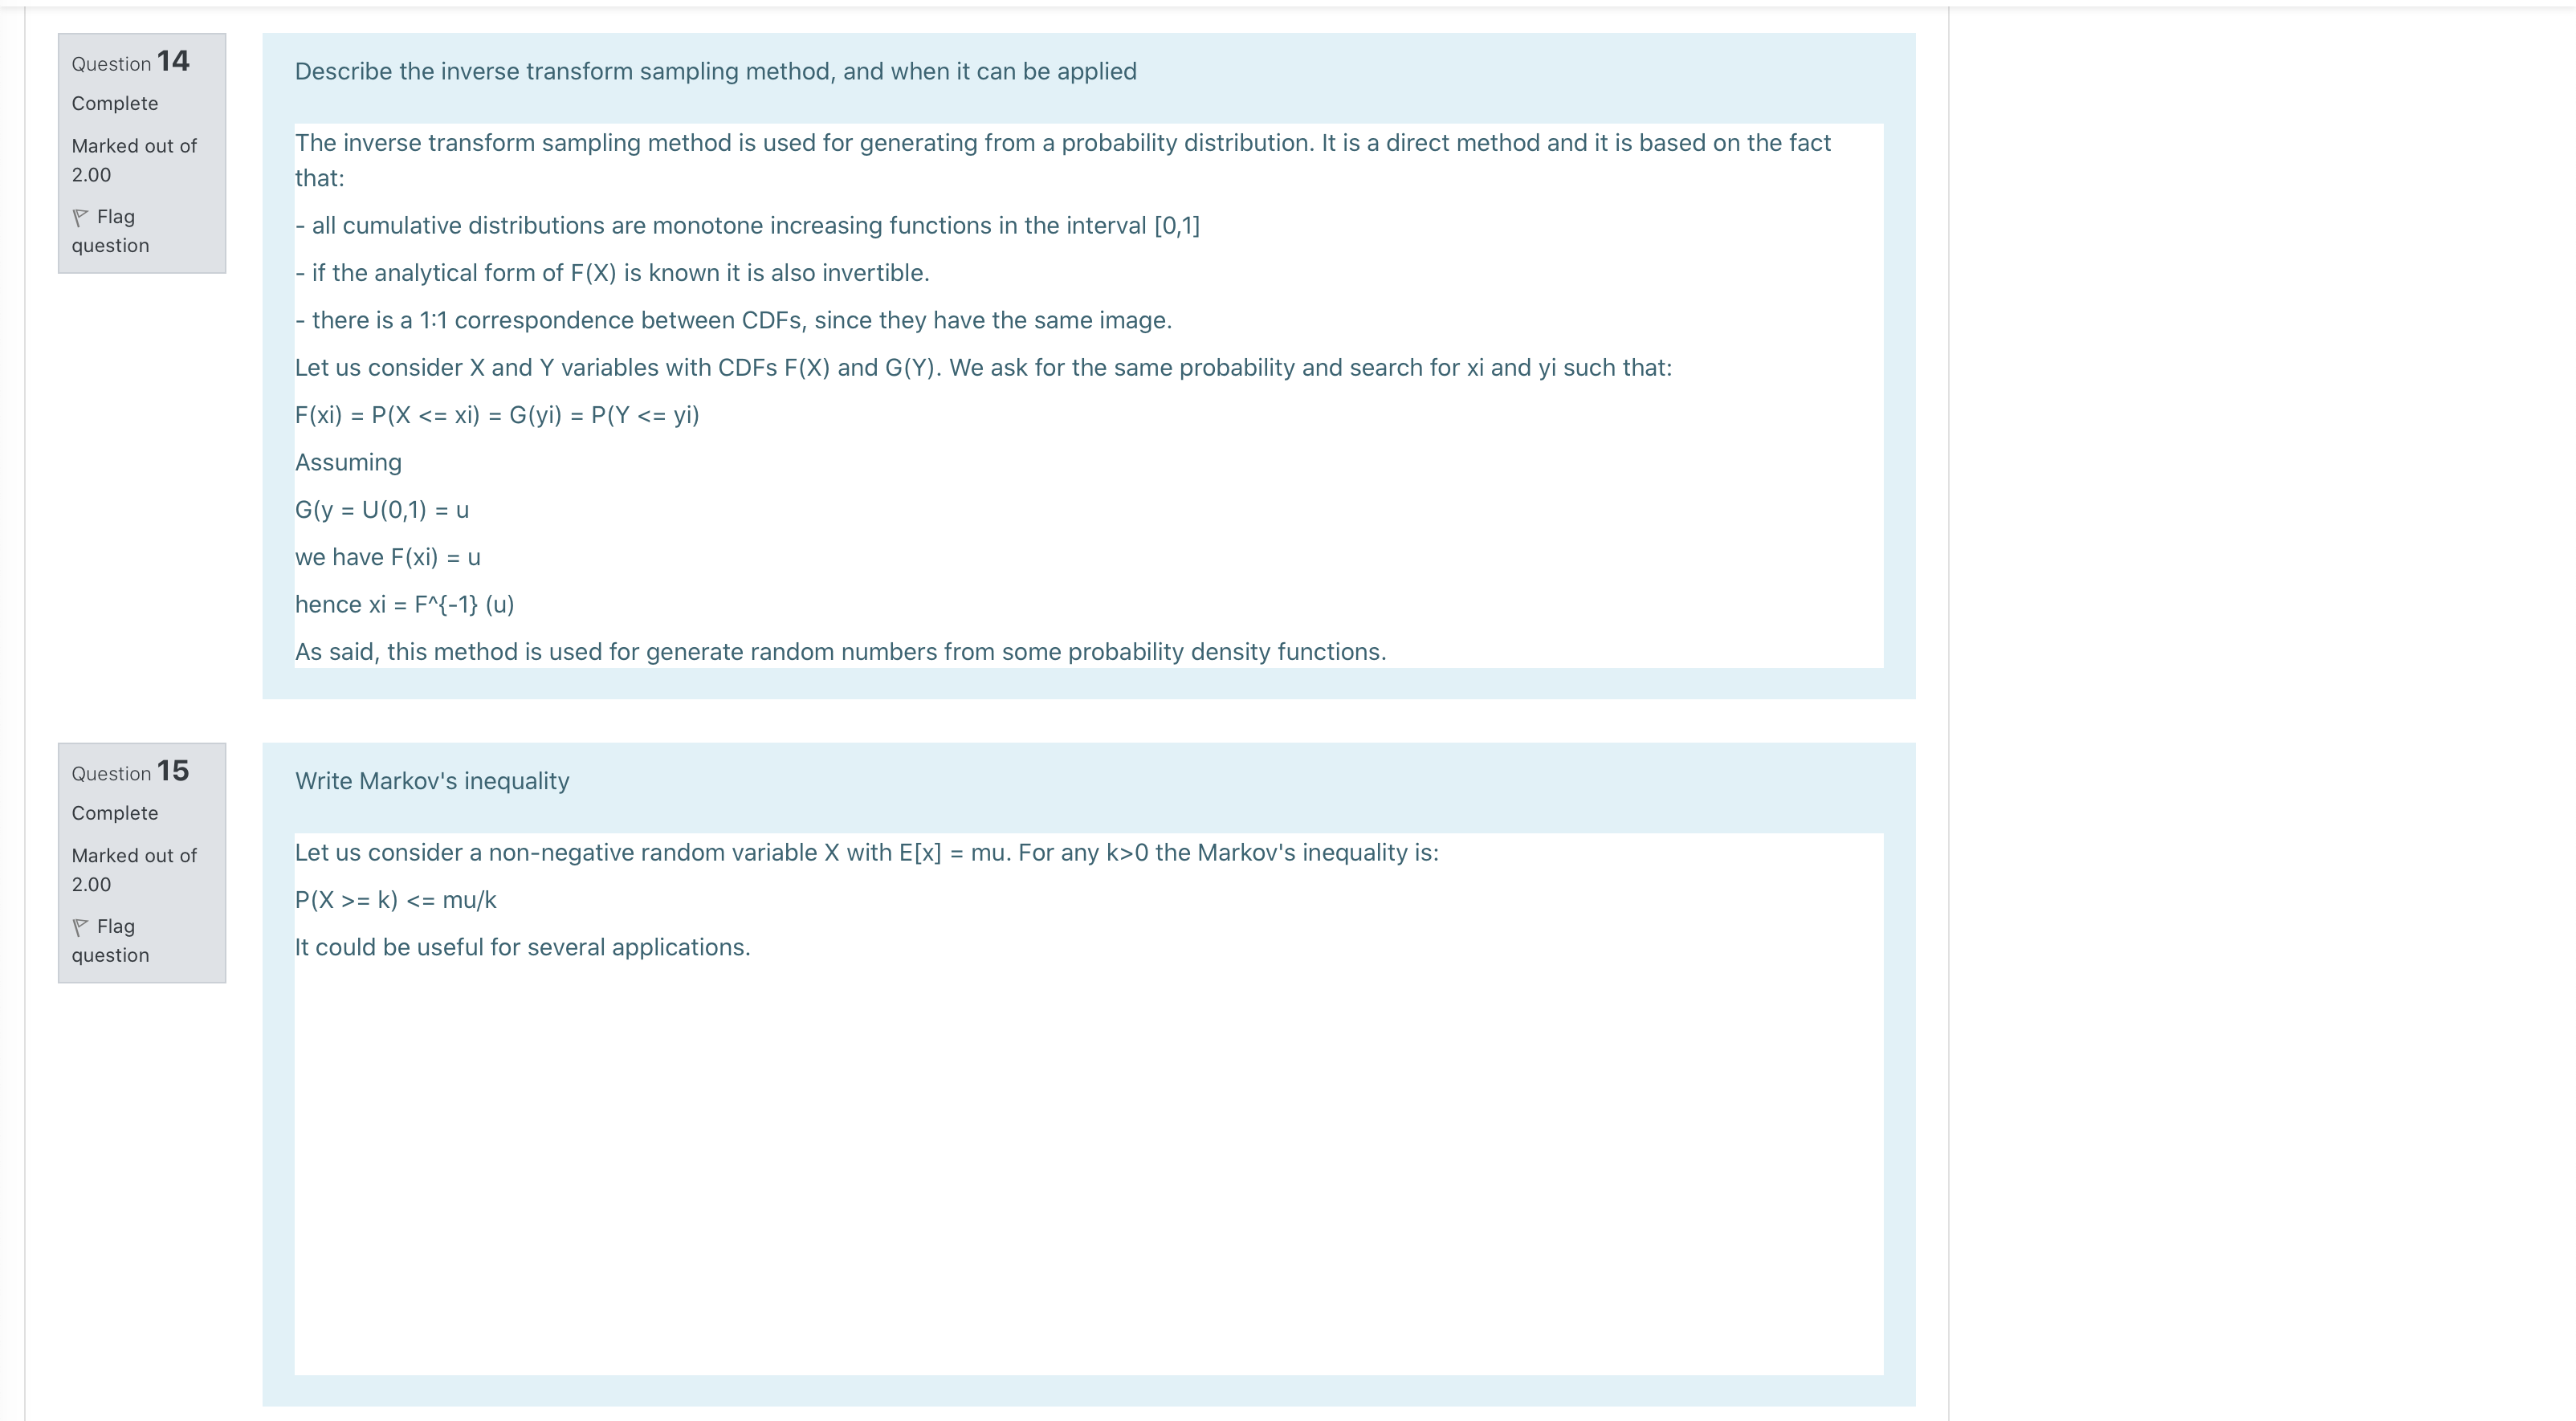 Question 14
Complete
Marked out of
2.00
Flag
question
Describe the inverse transform sampling method, and when it can be applied
The inverse transform sampling method is used for generating from a probability distribution. It is a direct method and it is based on the fact
that:
- all cumulative distributions are monotone increasing functions in the interval [0,1]
- if the analytical form of F(X) is known it is also invertible.
- there is a 1:1 correspondence between CDFs, since they have the same image.
Let us consider X and Y variables with CDFs F(X) and G(Y). We ask for the same probability and search for xi and yi such that:
F(xi) = P(X <= xi) = G(yi) = P(Y <= yi)
Assuming
G(y = U(0,1) = u
we have F(xi) = u
hence xi = F^{-1} (u)
As said, this method is used for generate random numbers from some probability density functions.
Question 15
Complete
Marked out of
2.00
Flag
question
Write Markov's inequality
Let us consider a non-negative random variable X with E[x] = mu. For any k>0 the Markov's inequality is:
P(X >= k) <= mu/k
It could be useful for several applications.